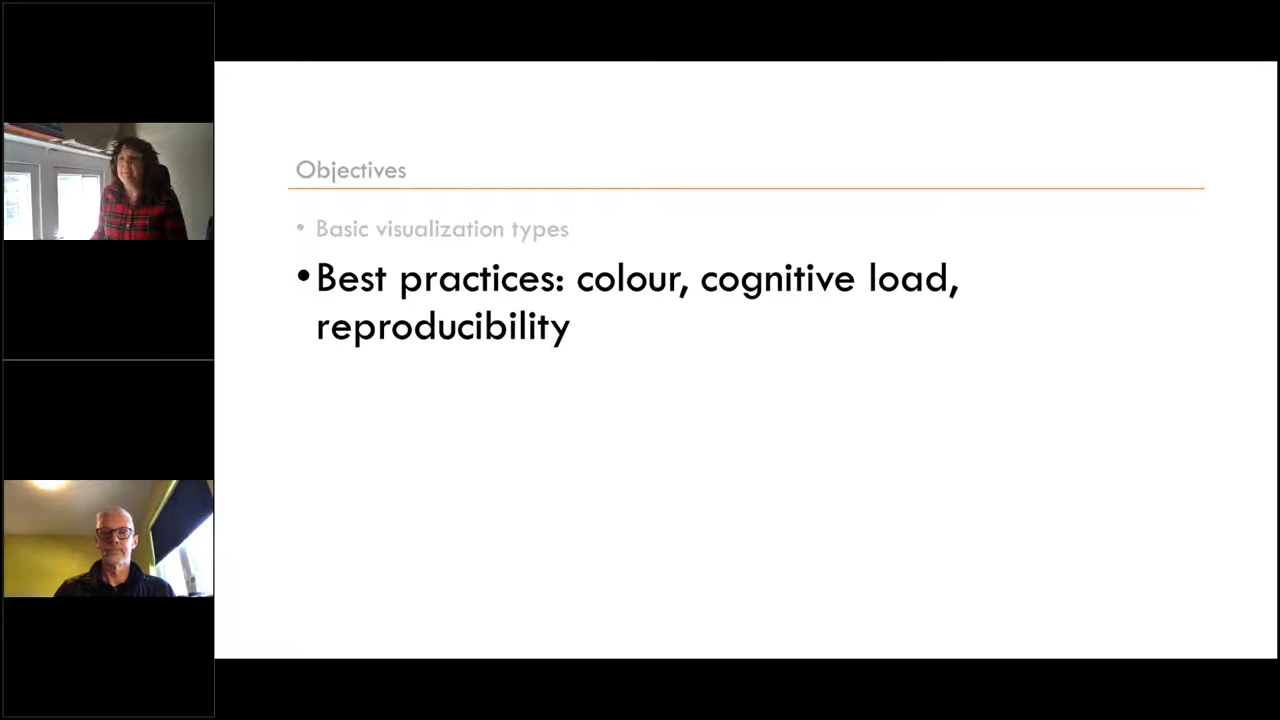 Objectives
• Basic visualization types
• Best practices: colour, cognitive load,
reproducibility